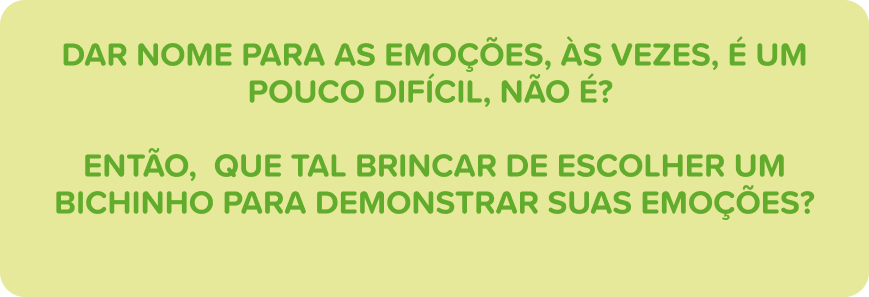 DAR NOME PARA AS EMOÇÕES, ÀS VEZES, É UM
POUCO DIFÍCIL, NÃO É?
ENTÃO,  QUE TAL BRINCAR DE ESCOLHER UM
BICHINHO PARA DEMONSTRAR SUAS EMOÇÕES?